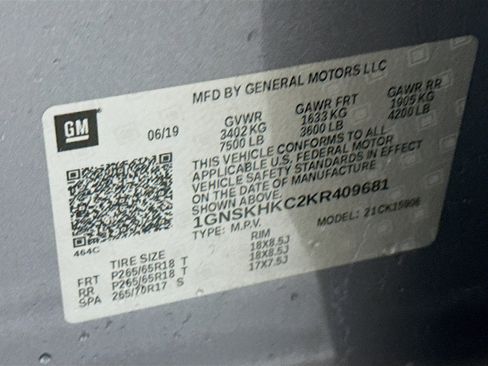 MFD BY GENERAL MOTORS LLC
GM
06/19
GVWR GAWR FRT GAWR RR
3402 KG 1633 KG 1905 KG
7500 LB 3600 LB 4200 LB
THIS VEHICLE CONFORMS TO ALL
APPLICABLE U.S. FEDERAL MOTOR
VEHICLE SAFETY STANDARDS IN EFFECT
ON THE DATE OF MANUFACTURE
SHOWN ABOVE.
1GNSKHKC2KR409681
TYPE: M.P.V. MODEL:
464C
TIRE SIZE RIM
FRT P265/65R18 T 18X8.5J
RR P265/65R18 T 18X8.5J
SPA 265/70R17 S 17X7.5J